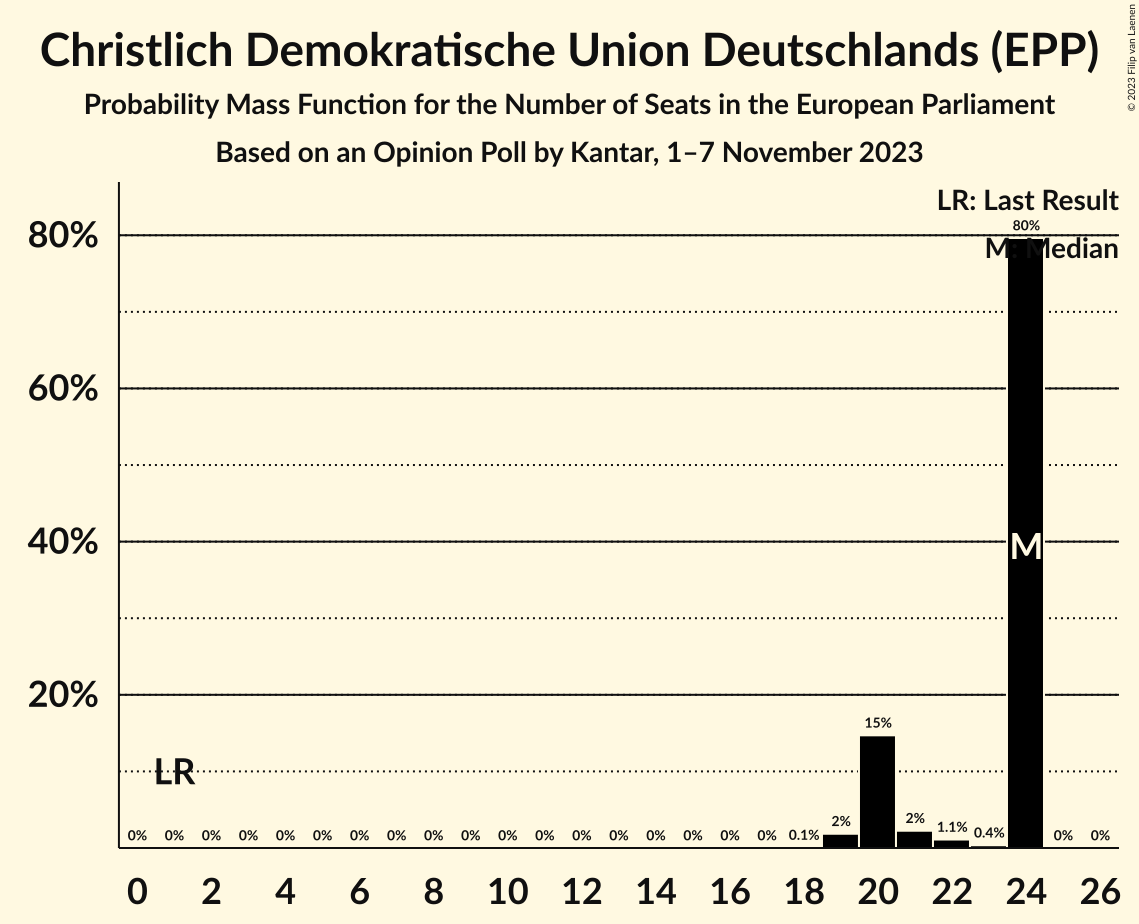 Christlich Demokratische Union Deutschlands (EPP)
Probability Mass Function for the Number of Seats in the European Parliament
Based on an Opinion Poll by Kantar, 1–7 November 2023
© 2023 Filip van Laenen
LR: Last Result
M: Median
80%
60%
40%
20%
80%
M
LR
15%
0% 0% 0% 0% 0% 0% 0% 0% 0% 0% 0% 0% 0% 0% 0% 0% 0% 0% 0.1% 2% 2% 1.1% 0.4% 0% 0%
0 2 4 6 8 10 12 14 16 18 20 22 24 26